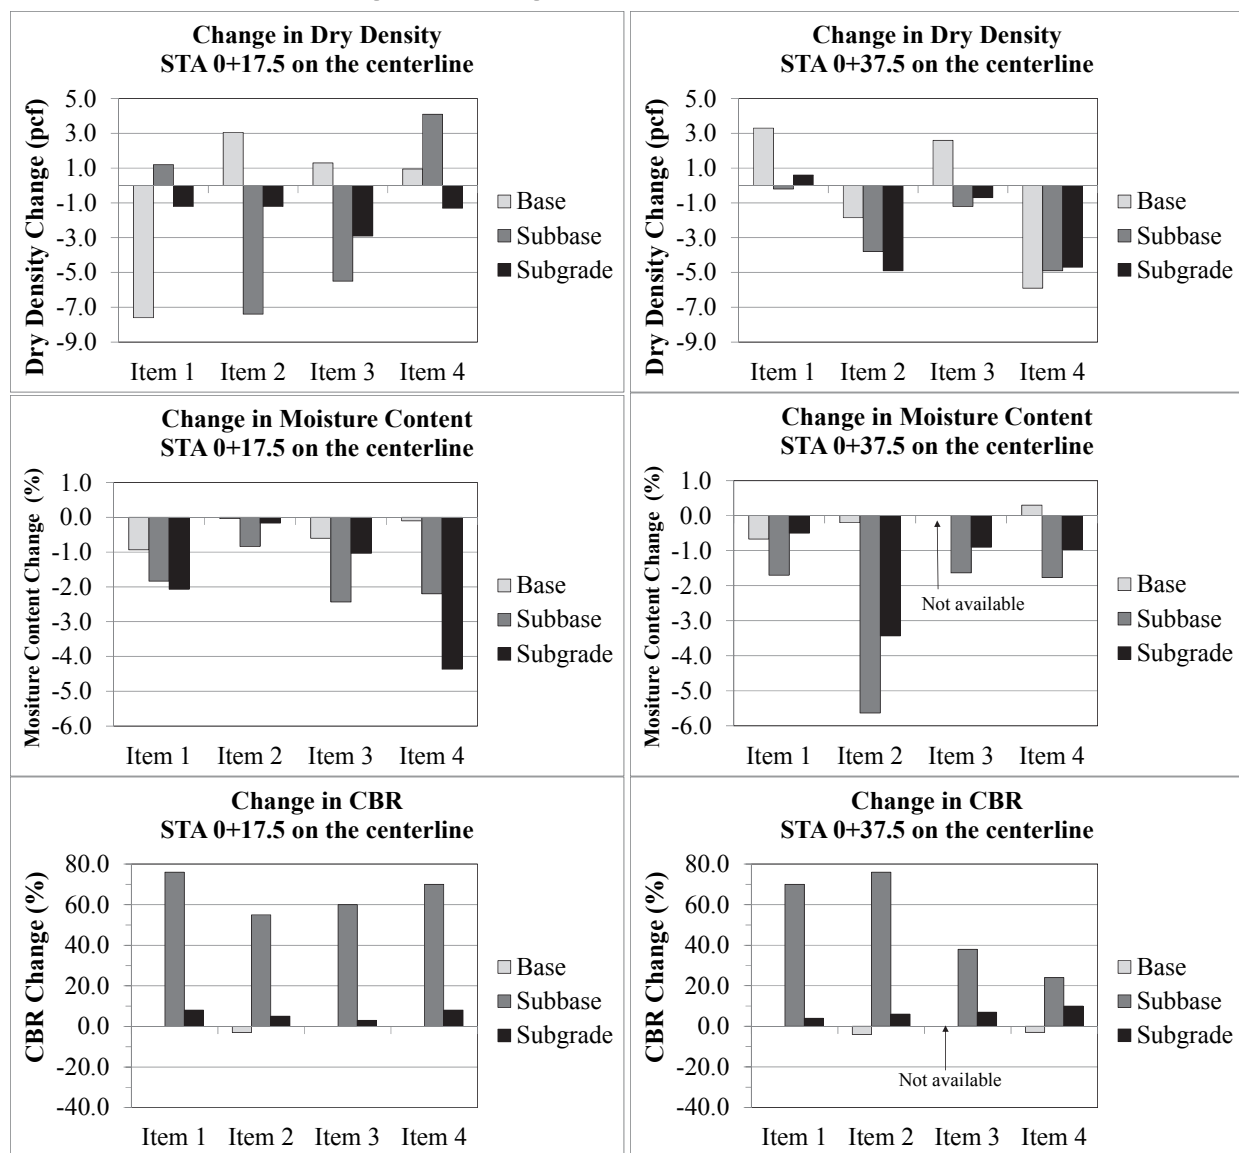 Change in Dry Density
STA 0+17.5 on the centerline
Dry Density Change (pcf)
5.0
3.0
1.0
-1.0
-3.0
-5.0
-7.0
-9.0
Item 1 Item 2 Item 3 Item 4
Base
Subbase
Subgrade
Change in Dry Density
STA 0+37.5 on the centerline
Dry Density Change (pcf)
5.0
3.0
1.0
-1.0
-3.0
-5.0
-7.0
-9.0
Item 1 Item 2 Item 3 Item 4
Base
Subbase
Subgrade
Change in Moisture Content
STA 0+17.5 on the centerline
Mositure Content Change (%)
1.0
0.0
-1.0
-2.0
-3.0
-4.0
-5.0
-6.0
Item 1 Item 2 Item 3 Item 4
Base
Subbase
Subgrade
Change in Moisture Content
STA 0+37.5 on the centerline
Mositure Content Change (%)
1.0
0.0
-1.0
-2.0
-3.0
-4.0
-5.0
-6.0
Not available
Item 1 Item 2 Item 3 Item 4
Base
Subbase
Subgrade
Change in CBR
STA 0+17.5 on the centerline
CBR Change (%)
80.0
60.0
40.0
20.0
0.0
-20.0
-40.0
Item 1 Item 2 Item 3 Item 4
Base
Subbase
Subgrade
Change in CBR
STA 0+37.5 on the centerline
CBR Change (%)
80.0
60.0
40.0
20.0
0.0
-20.0
-40.0
Not available
Item 1 Item 2 Item 3 Item 4
Base
Subbase
Subgrade